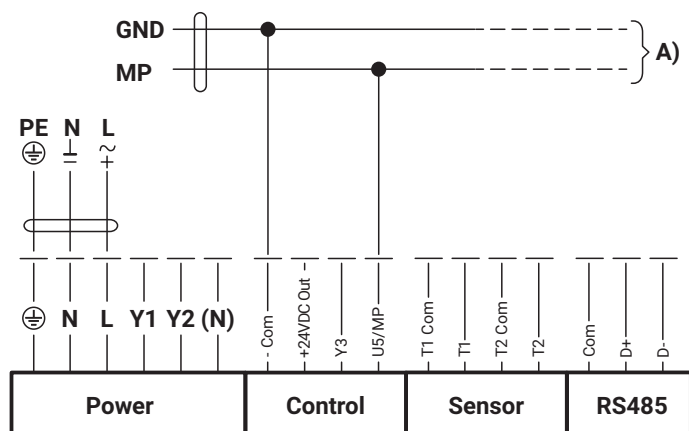 GND
MP
A)
PE N L
N L Y1 Y2 (N)
- Com
+24VDC Out -
Y3
U5/MP
T1 Com
T1
T2 Com
T2
Com
D+
D-
Power
Control
Sensor
RS485